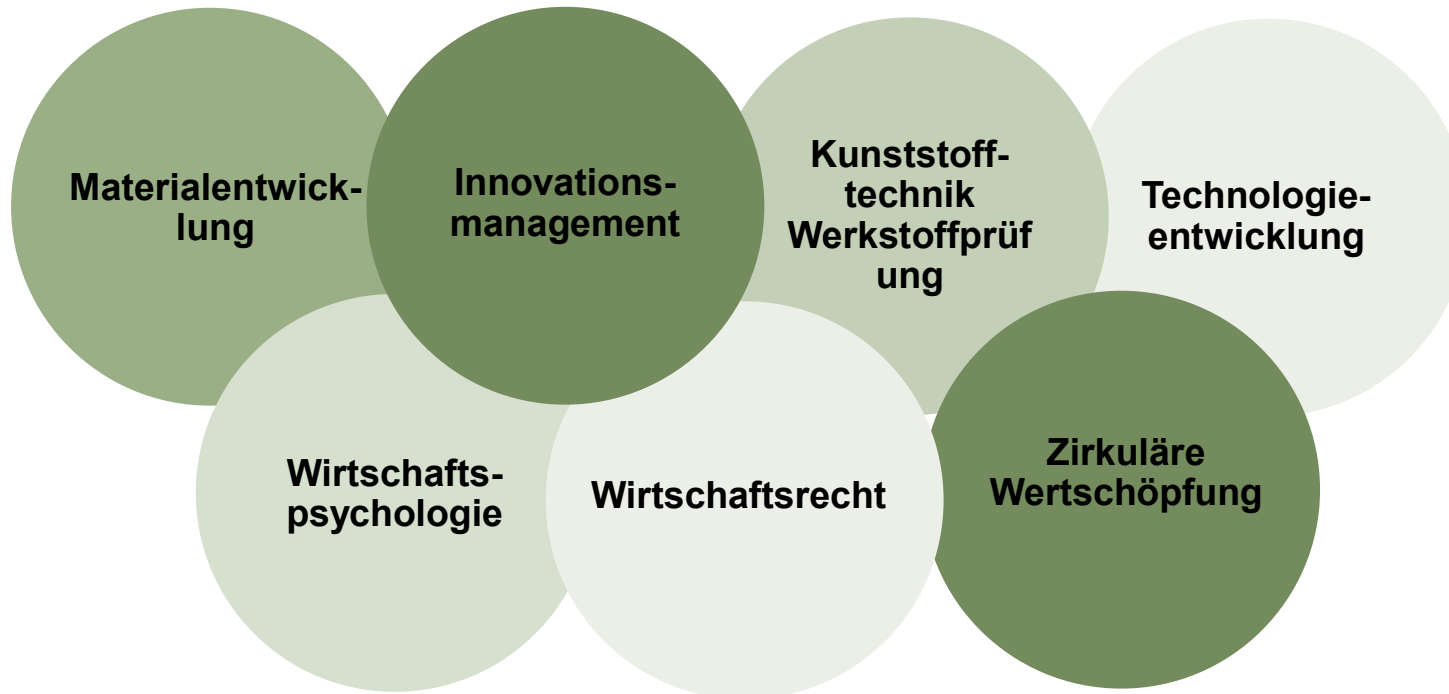 Materialentwick-
lung
Innovations-
management
Kunststoff-
technik
Werkstoffprüf
ung
Technologie-
entwicklung
Wirtschafts-
psychologie
Wirtschaftsrecht
Zirkuläre
Wertschöpfung